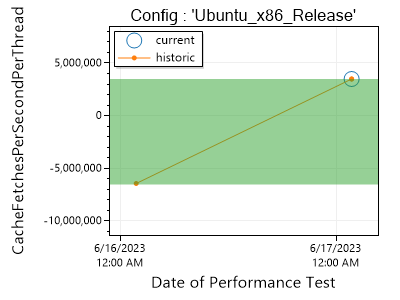 Config : 'Ubuntu_x86_Release'
current
historic
CacheFetchesPerSecondPerThread
5,000,000
0
-5,000,000
-10,000,000
6/16/2023
12:00 AM
6/17/2023
12:00 AM
Date of Performance Test